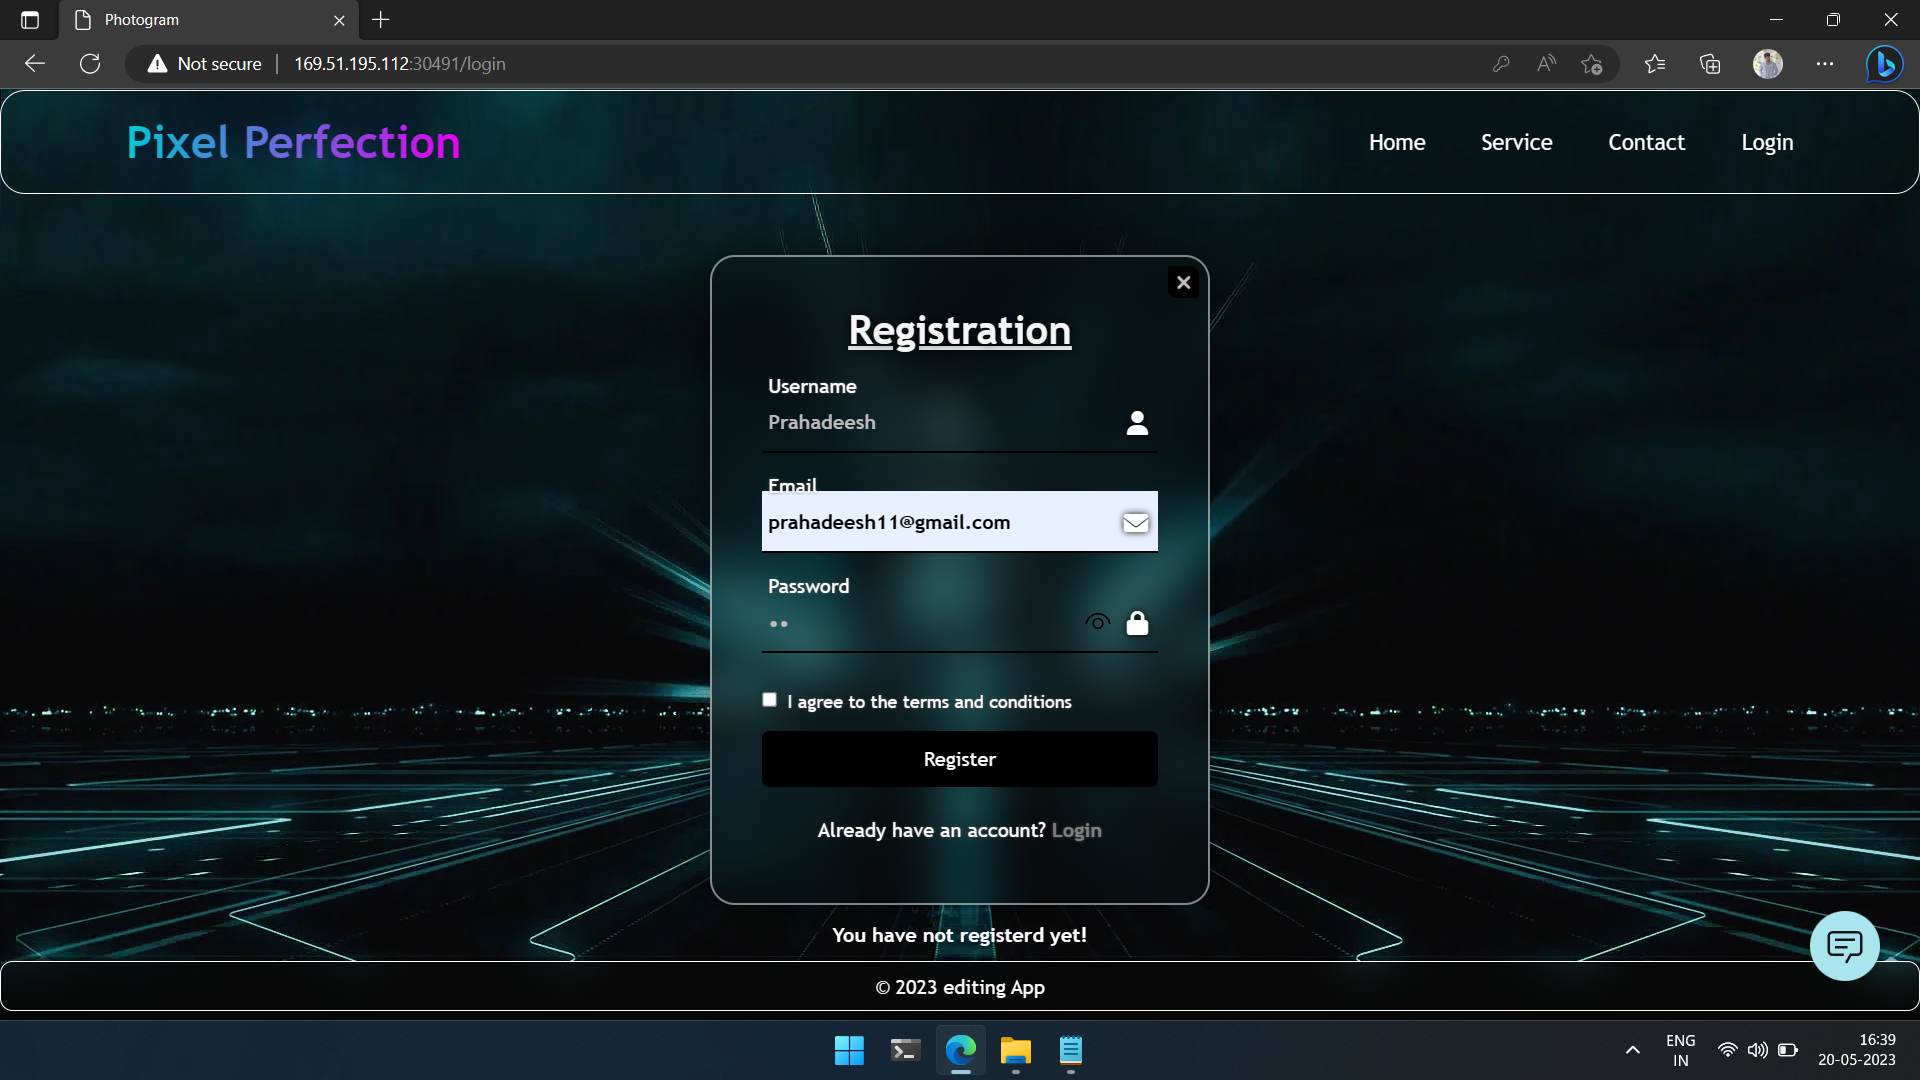 Photogram
Not secure | 169.51.195.112:30491/login
Pixel Perfection
Home
Service
Contact
Login
Registration
Username
Prahadeesh
Email
prahadeesh11@gmail.com
Password
I agree to the terms and conditions
Register
Already have an account? Login
You have not registerd yet!
© 2023 editing App
ENG
IN
16:39
20-05-2023